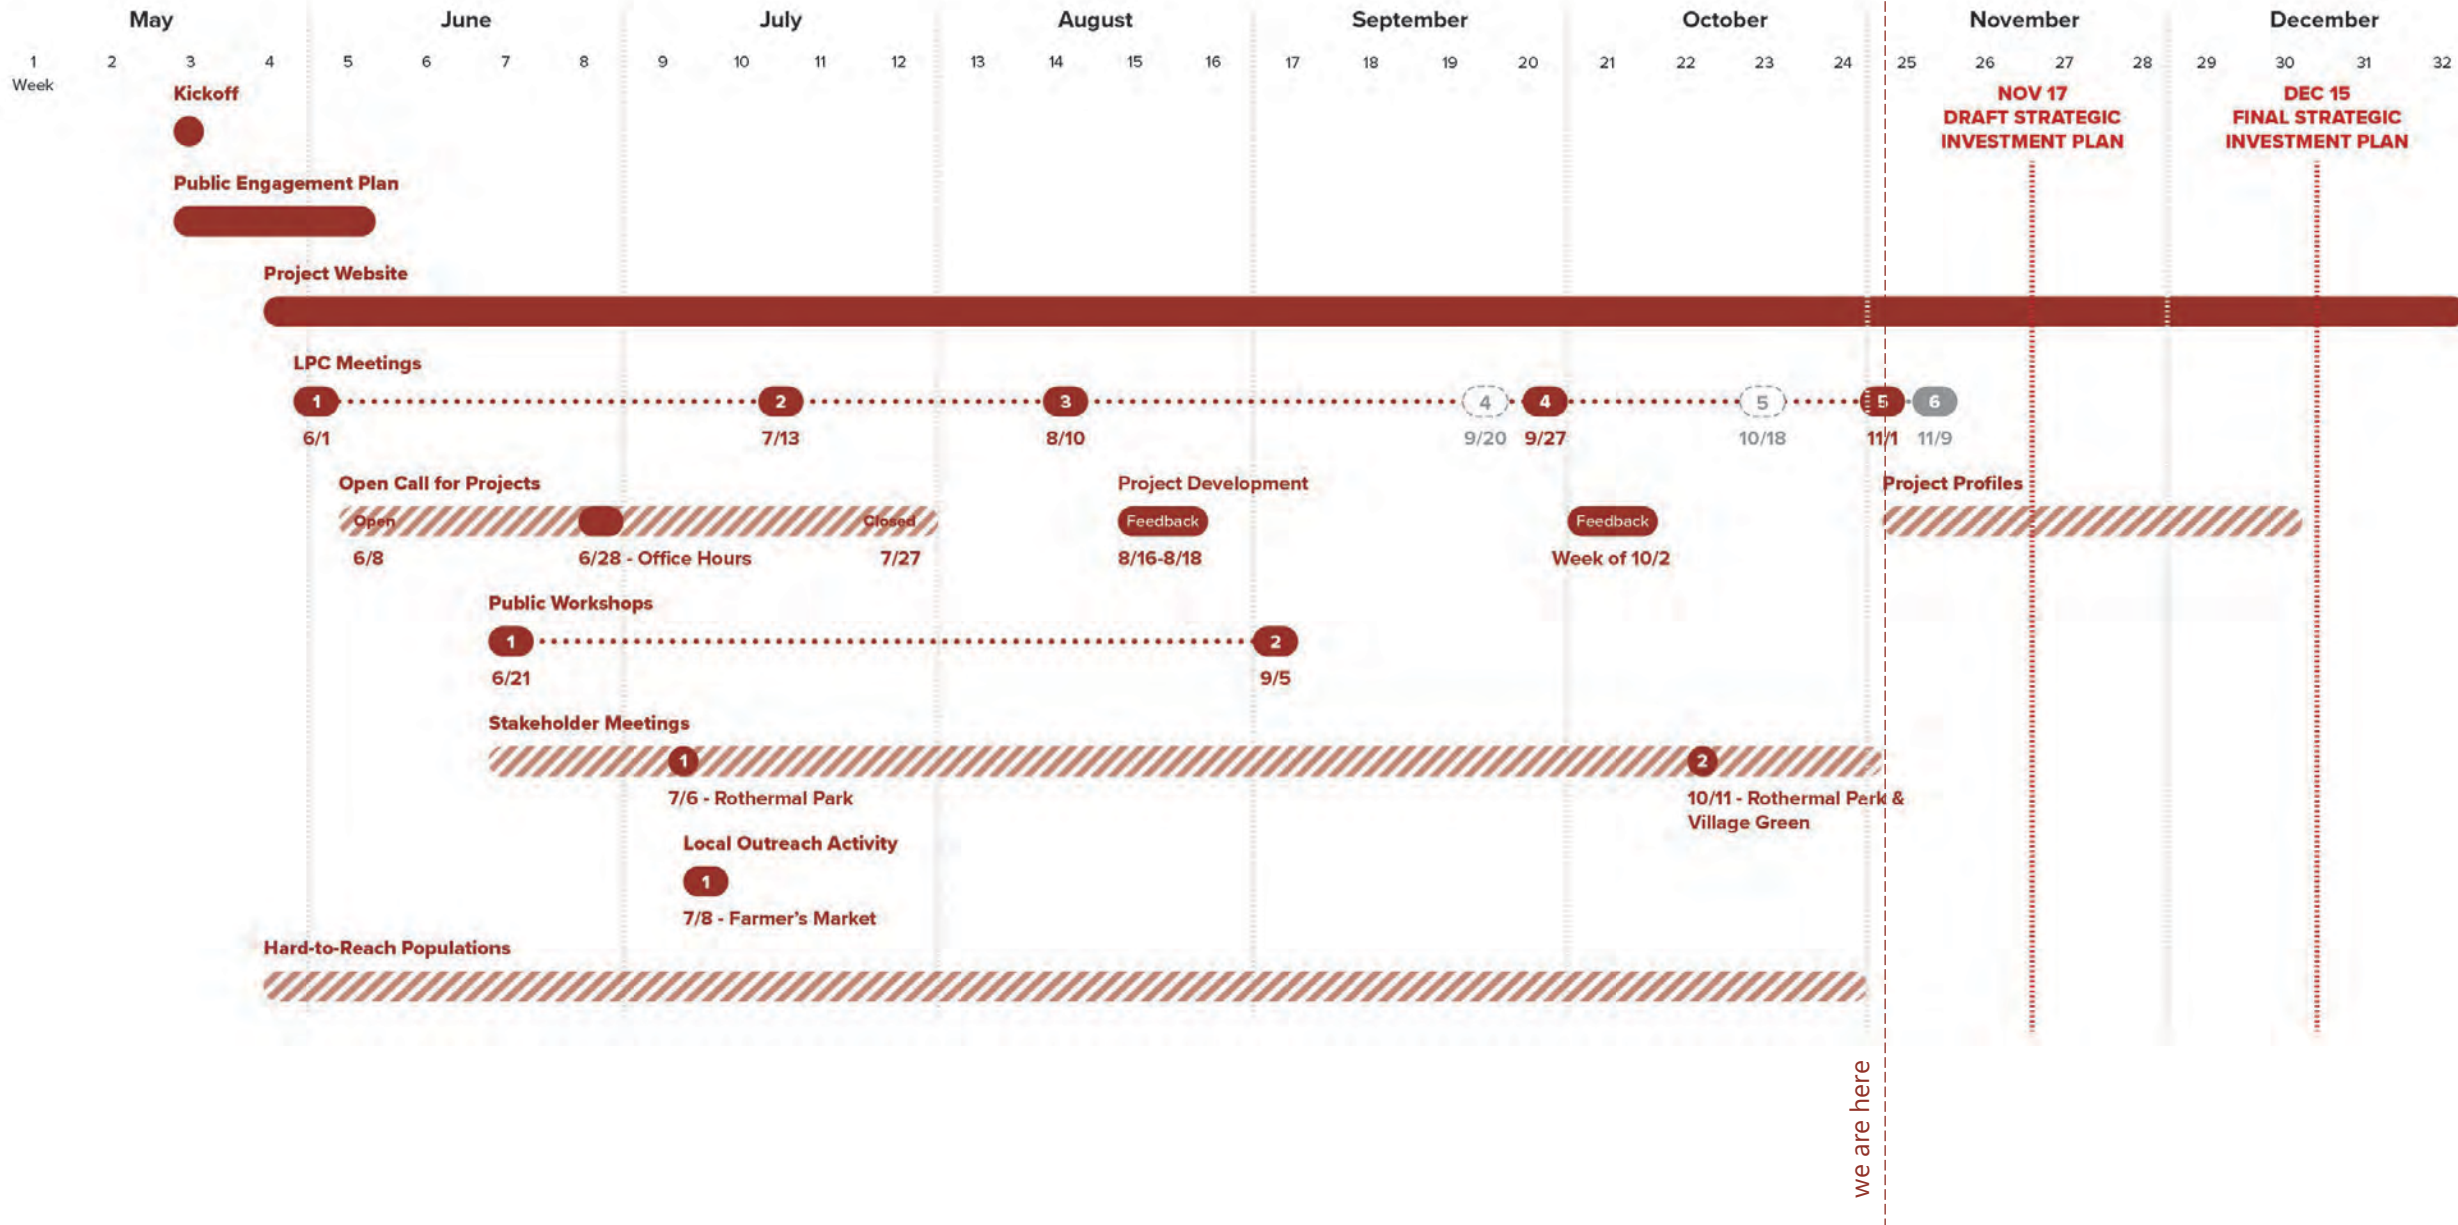 May June July August September October November December
1 2 3 4 5 6 7 8 9 10 11 12 13 14 15 16 17 18 19 20 21 22 23 24 25 26 27 28 29 30 31 32
Week
Kickoff
NOV 17
DRAFT STRATEGIC
INVESTMENT PLAN
DEC 15
FINAL STRATEGIC
INVESTMENT PLAN
Public Engagement Plan
Project Website
LPC Meetings
1 2 3 4 4 5 5 6
6/1 7/13 8/10 9/20 9/27 10/18 11/1 11/9
Open Call for Projects Project Development Project Profiles
Open Closed Feedback Feedback
6/8 6/28 - Office Hours 7/27 8/16-8/18 Week of 10/2
Public Workshops
1 2
6/21 9/5
Stakeholder Meetings
1 2
7/6 - Rothermal Park
10/11 - Rothermal Park &
Village Green
Local Outreach Activity
1
7/8 - Farmer's Market
Hard-to-Reach Populations
we are here